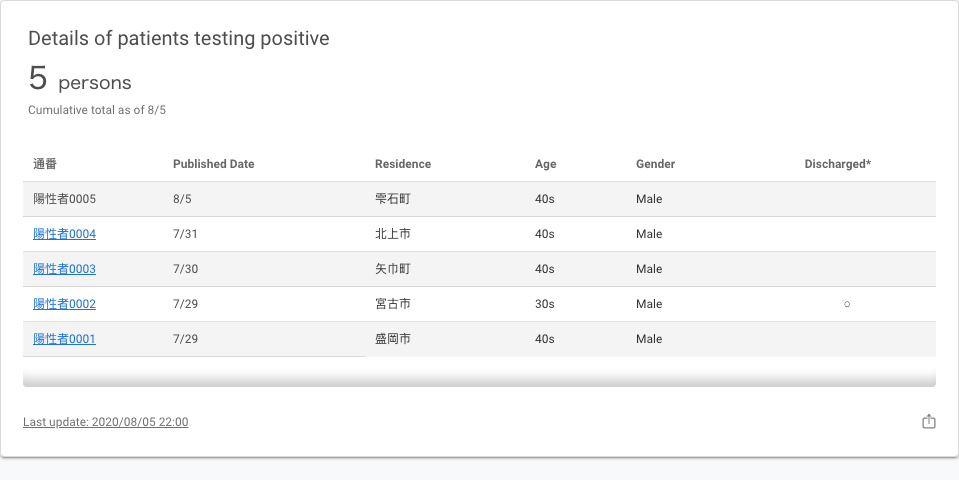 Details of patients testing positive
5 persons
Cumulative total as of 8/5
通番 Published Date Residence Age Gender Discharged*
陽性者0005 8/5 雫石町 40s Male
陽性者0004 7/31 北上市 40s Male
陽性者0003 7/30 矢巾町 40s Male
陽性者0002 7/29 宮古市 30s Male ○
陽性者0001 7/29 盛岡市 40s Male
Last update: 2020/08/05 22:00